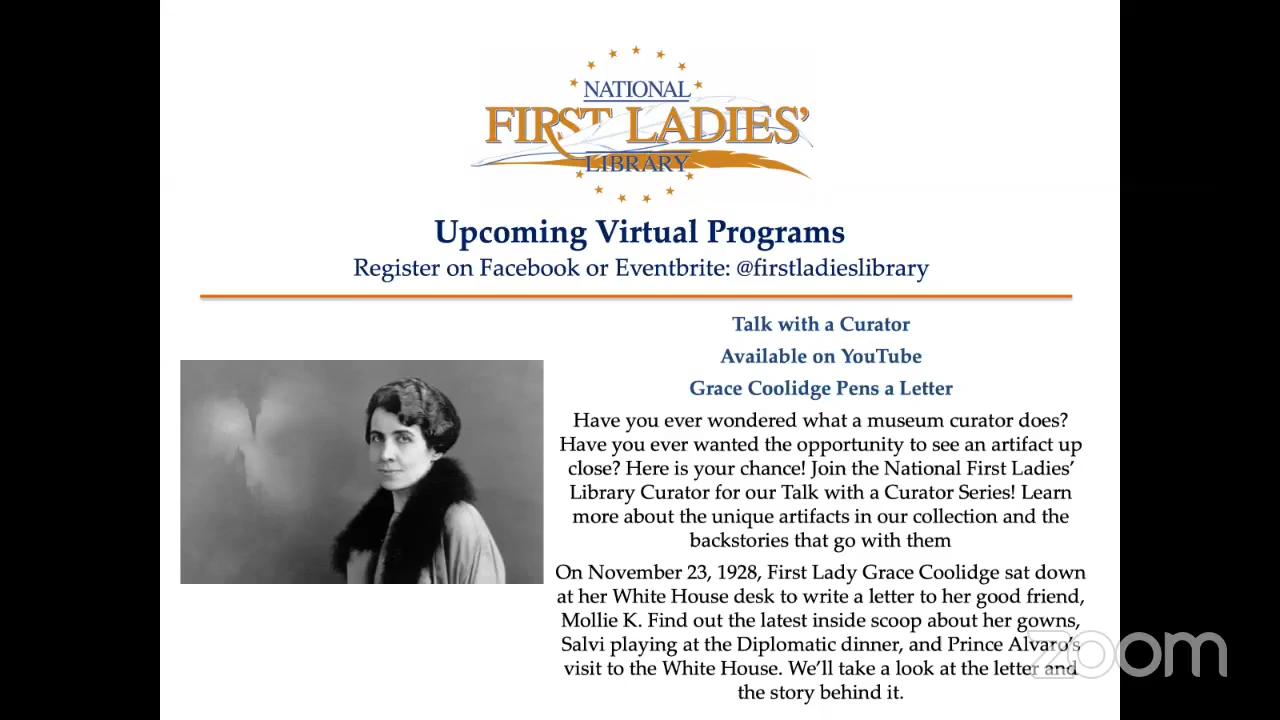 NATIONAL
FIRST LADIES’
LIBRARY
Upcoming Virtual Programs
Register on Facebook or Eventbrite: @firstladieslibrary
Talk with a Curator
Available on YouTube
Grace Coolidge Pens a Letter
Have you ever wondered what a museum curator does?
Have you ever wanted the opportunity to see an artifact up
close? Here is your chance! Join the National First Ladies’
Library Curator for our Talk with a Curator Series! Learn
more about the unique artifacts in our collection and the
backstories that go with them
On November 23, 1928, First Lady Grace Coolidge sat down
at her White House desk to write a letter to her good friend,
Mollie K. Find out the latest inside scoop about her gowns,
Salvi playing at the Diplomatic dinner, and Prince Alvaro’s
visit to the White House. We’ll take a look at the letter and
the story behind it.
zoom